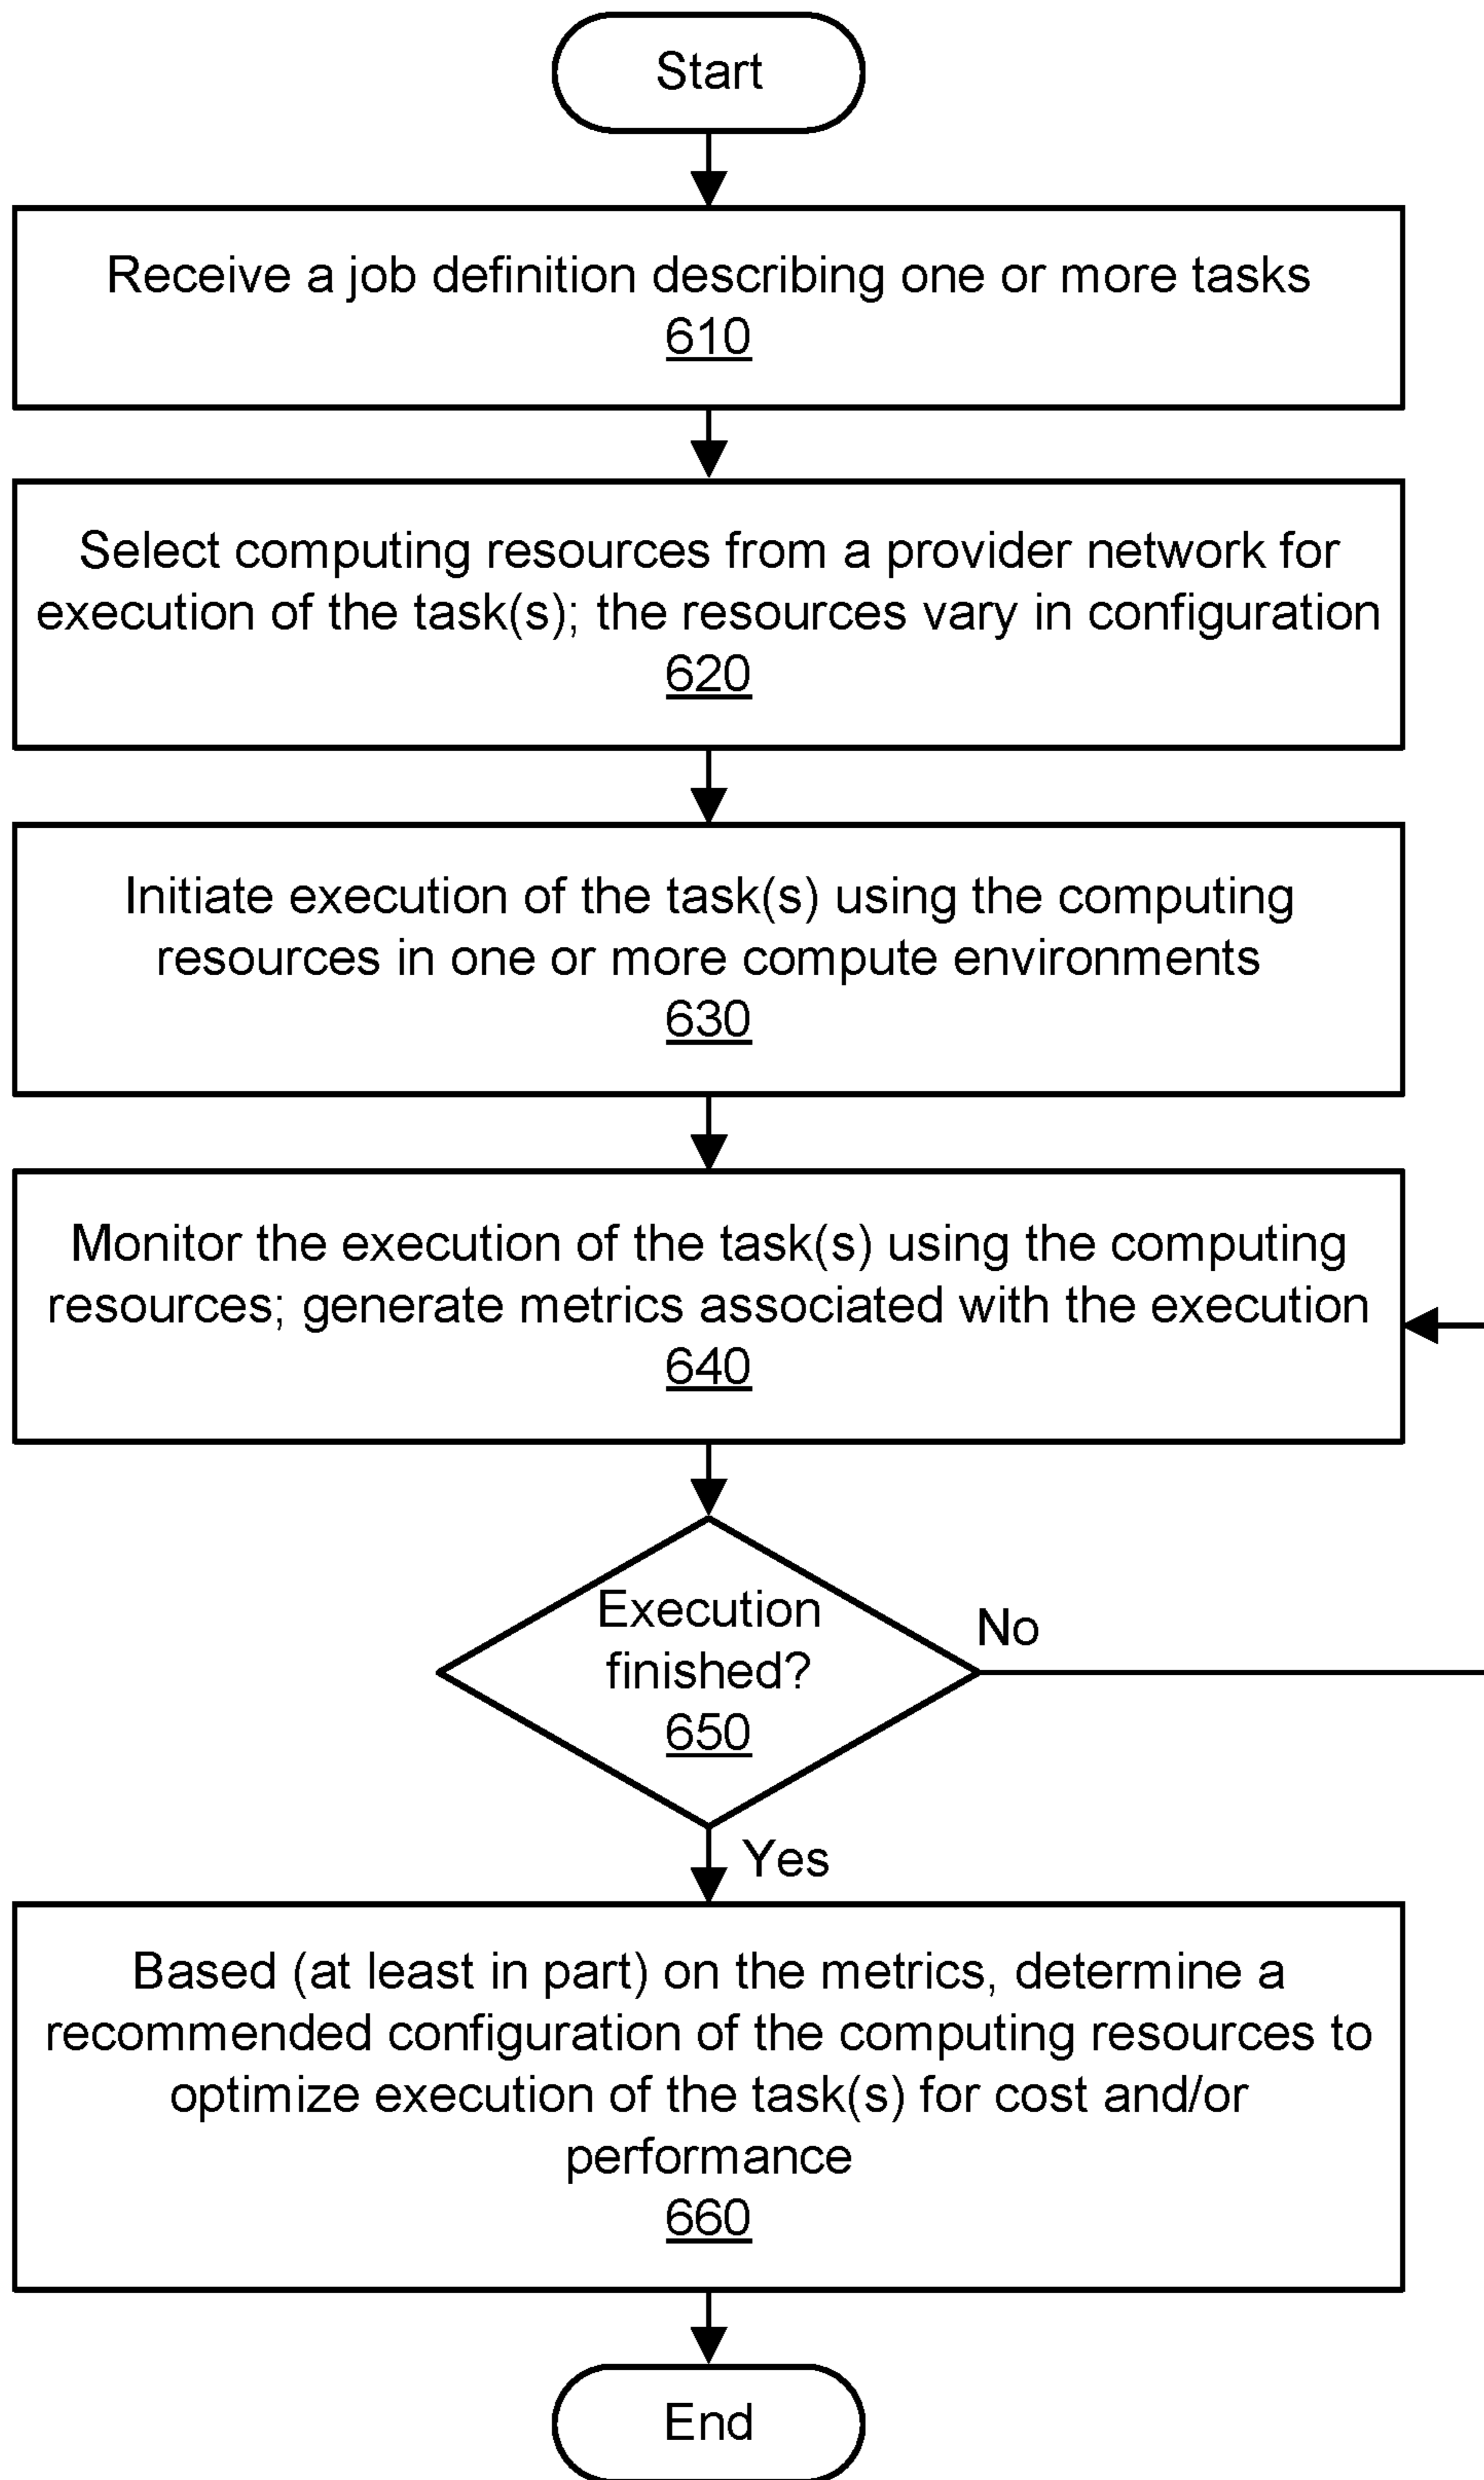 Start
Receive a job definition describing one or more tasks
610
Select computing resources from a provider network for
execution of the task(s); the resources vary in configuration
620
Initiate execution of the task(s) using the computing
resources in one or more compute environments
630
Monitor the execution of the task(s) using the computing
resources; generate metrics associated with the execution
640
Execution
finished?
650
No
Yes
Based (at least in part) on the metrics, determine a
recommended configuration of the computing resources to
optimize execution of the task(s) for cost and/or
performance
660
End